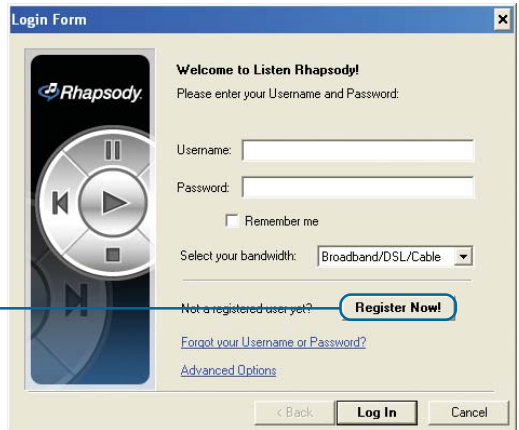 Login Form
Rhapsody.
Welcome to Listen Rhapsody!
Please enter your Username and Password:
Username:
Password:
Remember me
Select your bandwidth: Broadband/DSL/Cable
Not a registered user yet? Register Now!
Forgot your Username or Password?
Advanced Options
< Back Log In Cancel